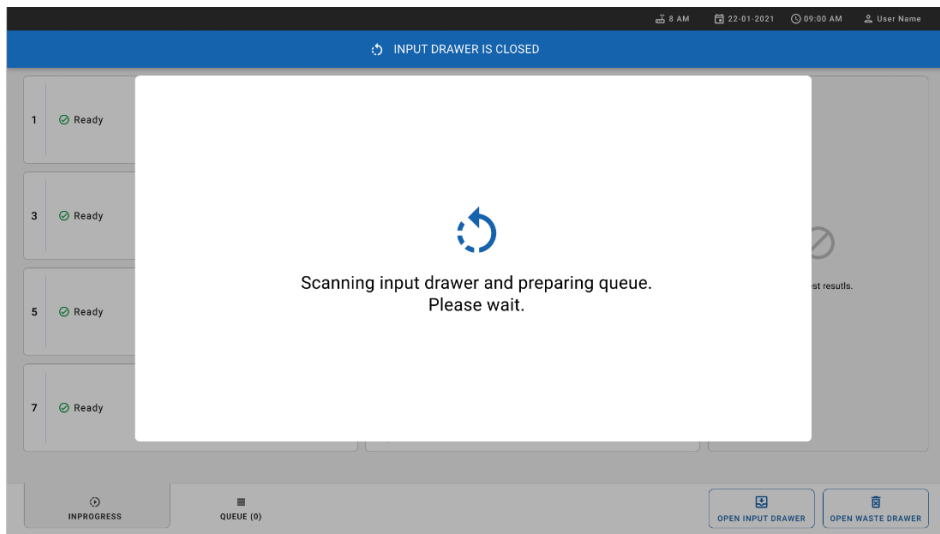 8 AM 22-01-2021 09:00 AM User Name
INPUT DRAWER IS CLOSED
1 Ready
3 Ready
Scanning input drawer and preparing queue.
Please wait.
st resutls.
5 Ready
7 Ready
INPROGRESS
QUEUE (0)
OPEN INPUT DRAWER
OPEN WASTE DRAWER